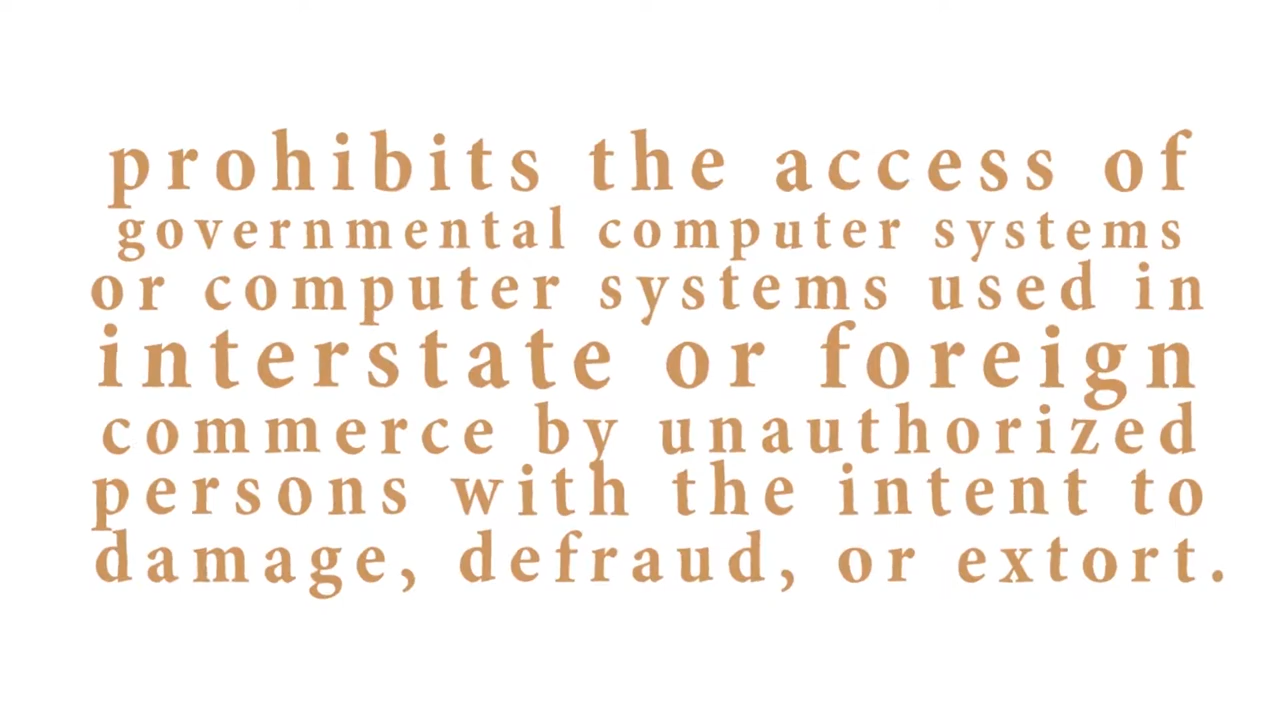 prohibits the access of
governmental computer systems
or computer systems used in
interstate or foreign
commerce by unauthorized
persons with the intent to
damage, defraud, or extort.